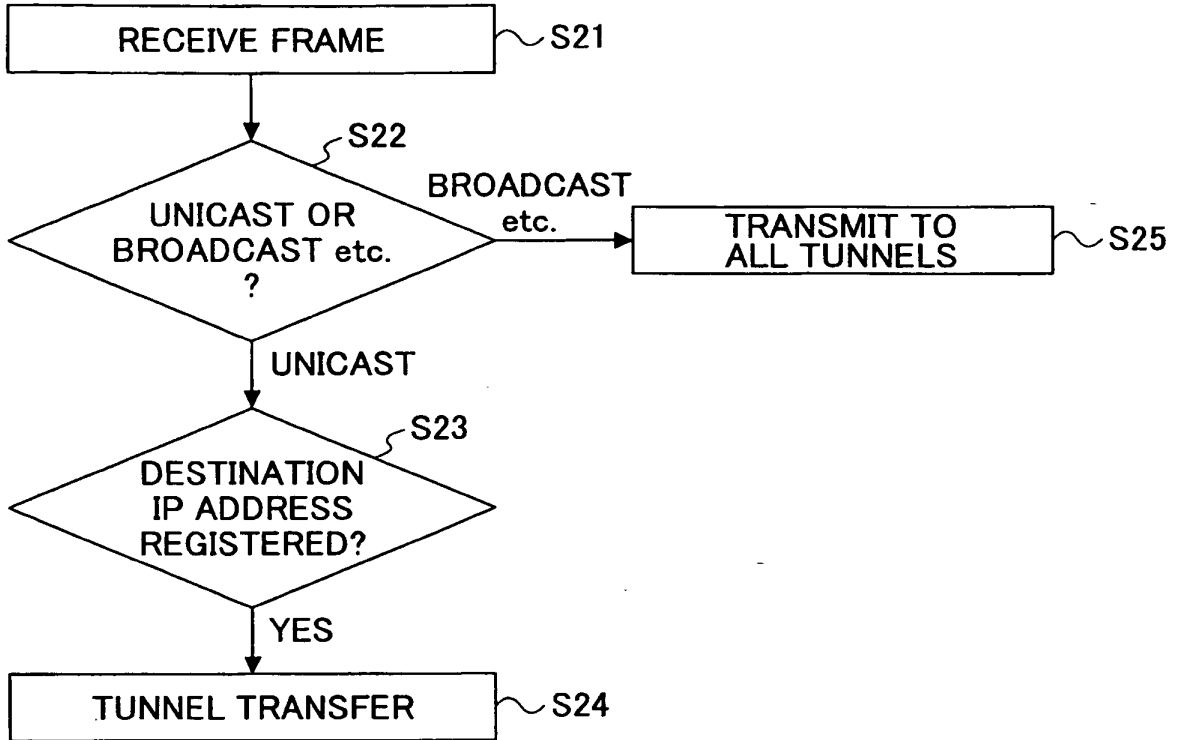 RECEIVE FRAME
S21
S22
UNICAST OR
BROADCAST etc.
?
BROADCAST
etc.
TRANSMIT TO
ALL TUNNELS
S25
UNICAST
S23
DESTINATION
IP ADDRESS
REGISTERED?
YES
TUNNEL TRANSFER
S24